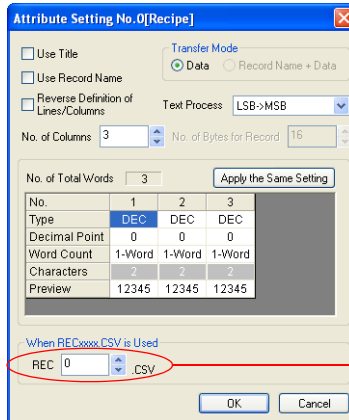 Attribute Setting No.0[Recipe]
Use Title
Transfer Mode
Data Record Name + Data
Use Record Name
Reverse Definition of Lines/Columns
Text Process LSB->MSB
No. of Columns 3 No. of Bytes for Record 16
No. of Total Words 3 Apply the Same Setting
No. 1 2 3
Type DEC DEC DEC
Decimal Point 0 0 0
Word Count 1-Word 1-Word 1-Word
Characters 2 2 2
Preview 12345 12345 12345
When RECxxxx.CSV is Used
REC 0 .CSV
OK Cancel